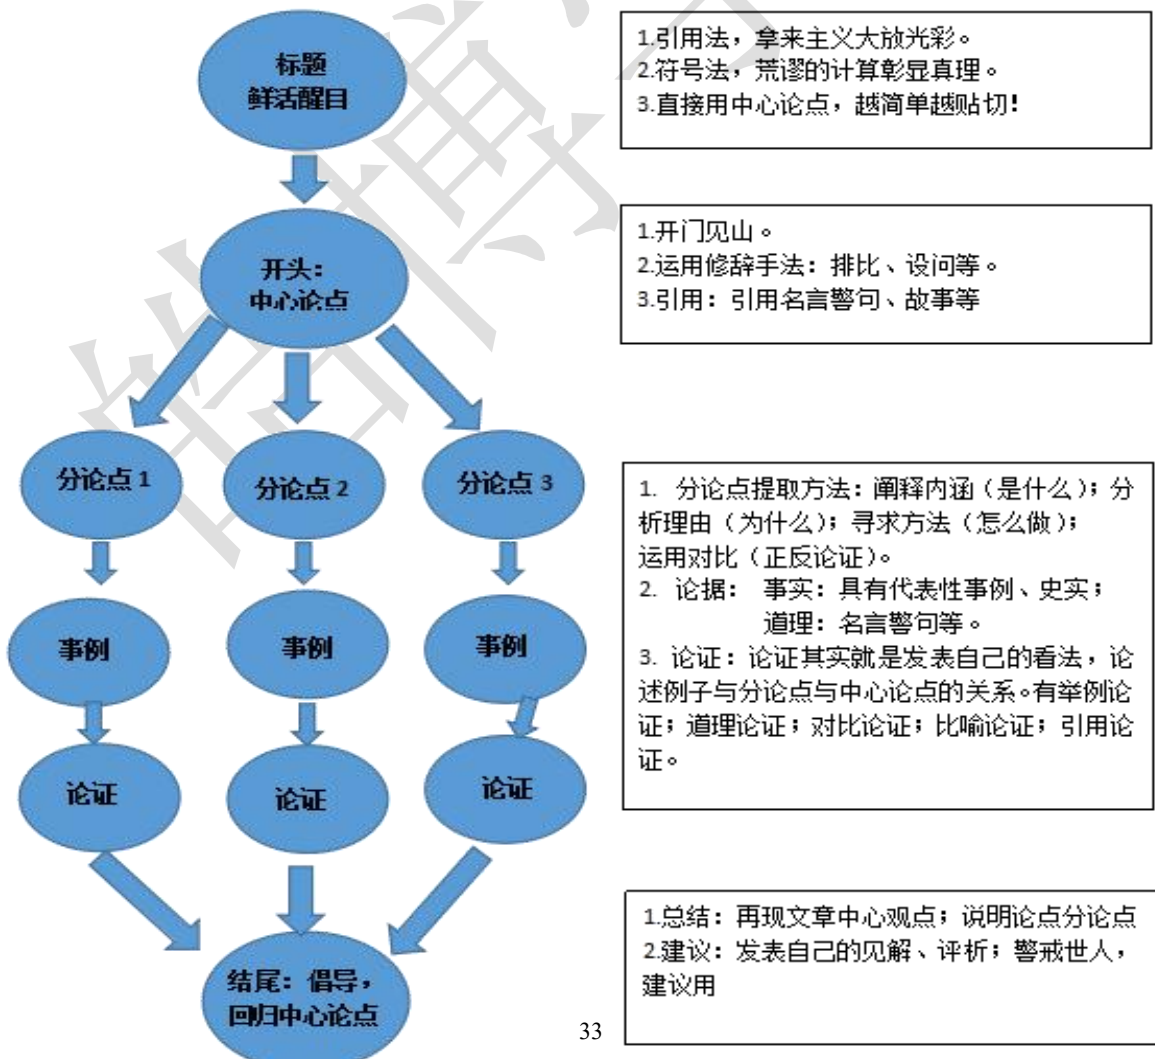 标题
鲜活醒目
1.引用法，拿来主义大放光彩。
2.符号法，荒谬的计算彰显真理。
3.直接用中心论点，越简单越贴切！
开头：
中心论点
1.开门见山。
2.运用修辞手法：排比、设问等。
3.引用：引用名言警句、故事等
分论点 1
分论点 2
分论点 3
事例
事例
事例
论证
论证
论证
1. 分论点提取方法：阐释内涵（是什么）；分
析理由（为什么）；寻求方法（怎么做）；
运用对比（正反论证）。
2. 论据： 事实：具有代表性事例、史实；
道理：名言警句等。
3. 论证：论证其实就是发表自己的看法，论
述例子与分论点与中心论点的关系。有举例论
证；道理论证；对比论证；比喻论证；引用论
证。
结尾：倡导，
回归中心论点
1.总结：再现文章中心观点；说明论点分论点
2.建议：发表自己的见解、评析；警戒世人，
建议用
33